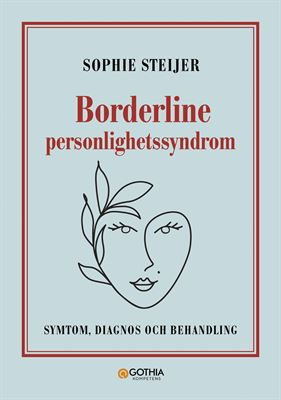 SOPHIE STEIJER
Borderline
personlighetssyndrom
SYMTOM, DIAGNOS OCH BEHANDLING
GOTHIA
KOMPETENS